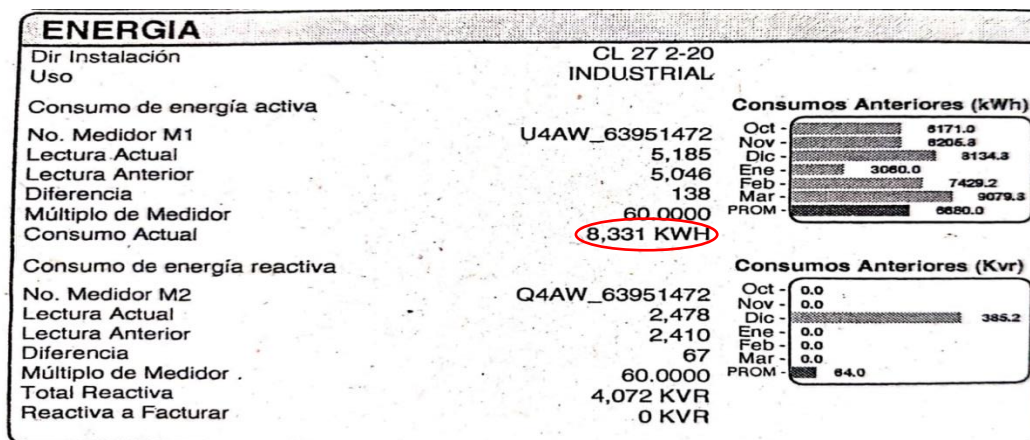 ENERGIA
Dir Instalación CL 27 2-20
Uso INDUSTRIAL
Consumo de energía activa
No. Medidor M1 U4AW_63951472
Lectura Actual 5,185
Lectura Anterior 5,046
Diferencia 138
Múltiplo de Medidor 60.0000
Consumo Actual 8,331 KWH
Consumos Anteriores (kWh)
Oct - 6171.0
Nov - 6205.8
Dic - 8134.3
Ene - 3060.0
Feb - 7429.2
Mar - 9079.3
PROM - 6680.0
Consumo de energía reactiva
No. Medidor M2 Q4AW_63951472
Lectura Actual 2,478
Lectura Anterior 2,410
Diferencia 67
Múltiplo de Medidor . 60.0000
Total Reactiva 4,072 KVR
Reactiva a Facturar 0 KVR
Consumos Anteriores (Kvr)
Oct - 0.0
Nov - 0.0
Dic - 385.2
Ene - 0.0
Feb - 0.0
Mar - 0.0
PROM - 64.0